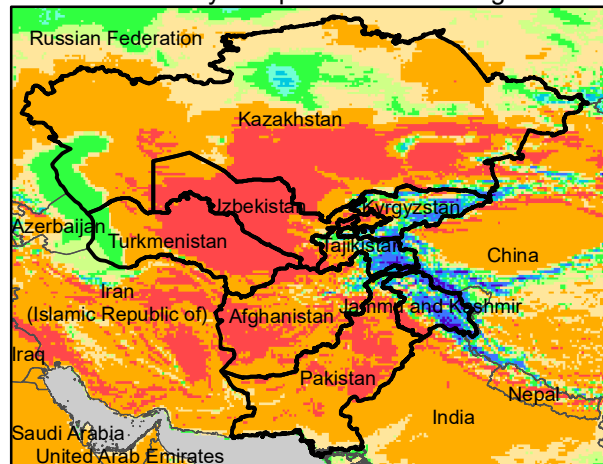 Russian Federation
Kazakhstan
Uzbekistan
Kyrgyzstan
Azerbaijan
Turkmenistan
Tajikistan
China
Iran
(Islamic Republic of)
Afghanistan
Jammu and Kashmir
Iraq
Pakistan
Nepal
India
Saudi Arabia
United Arab Emirates